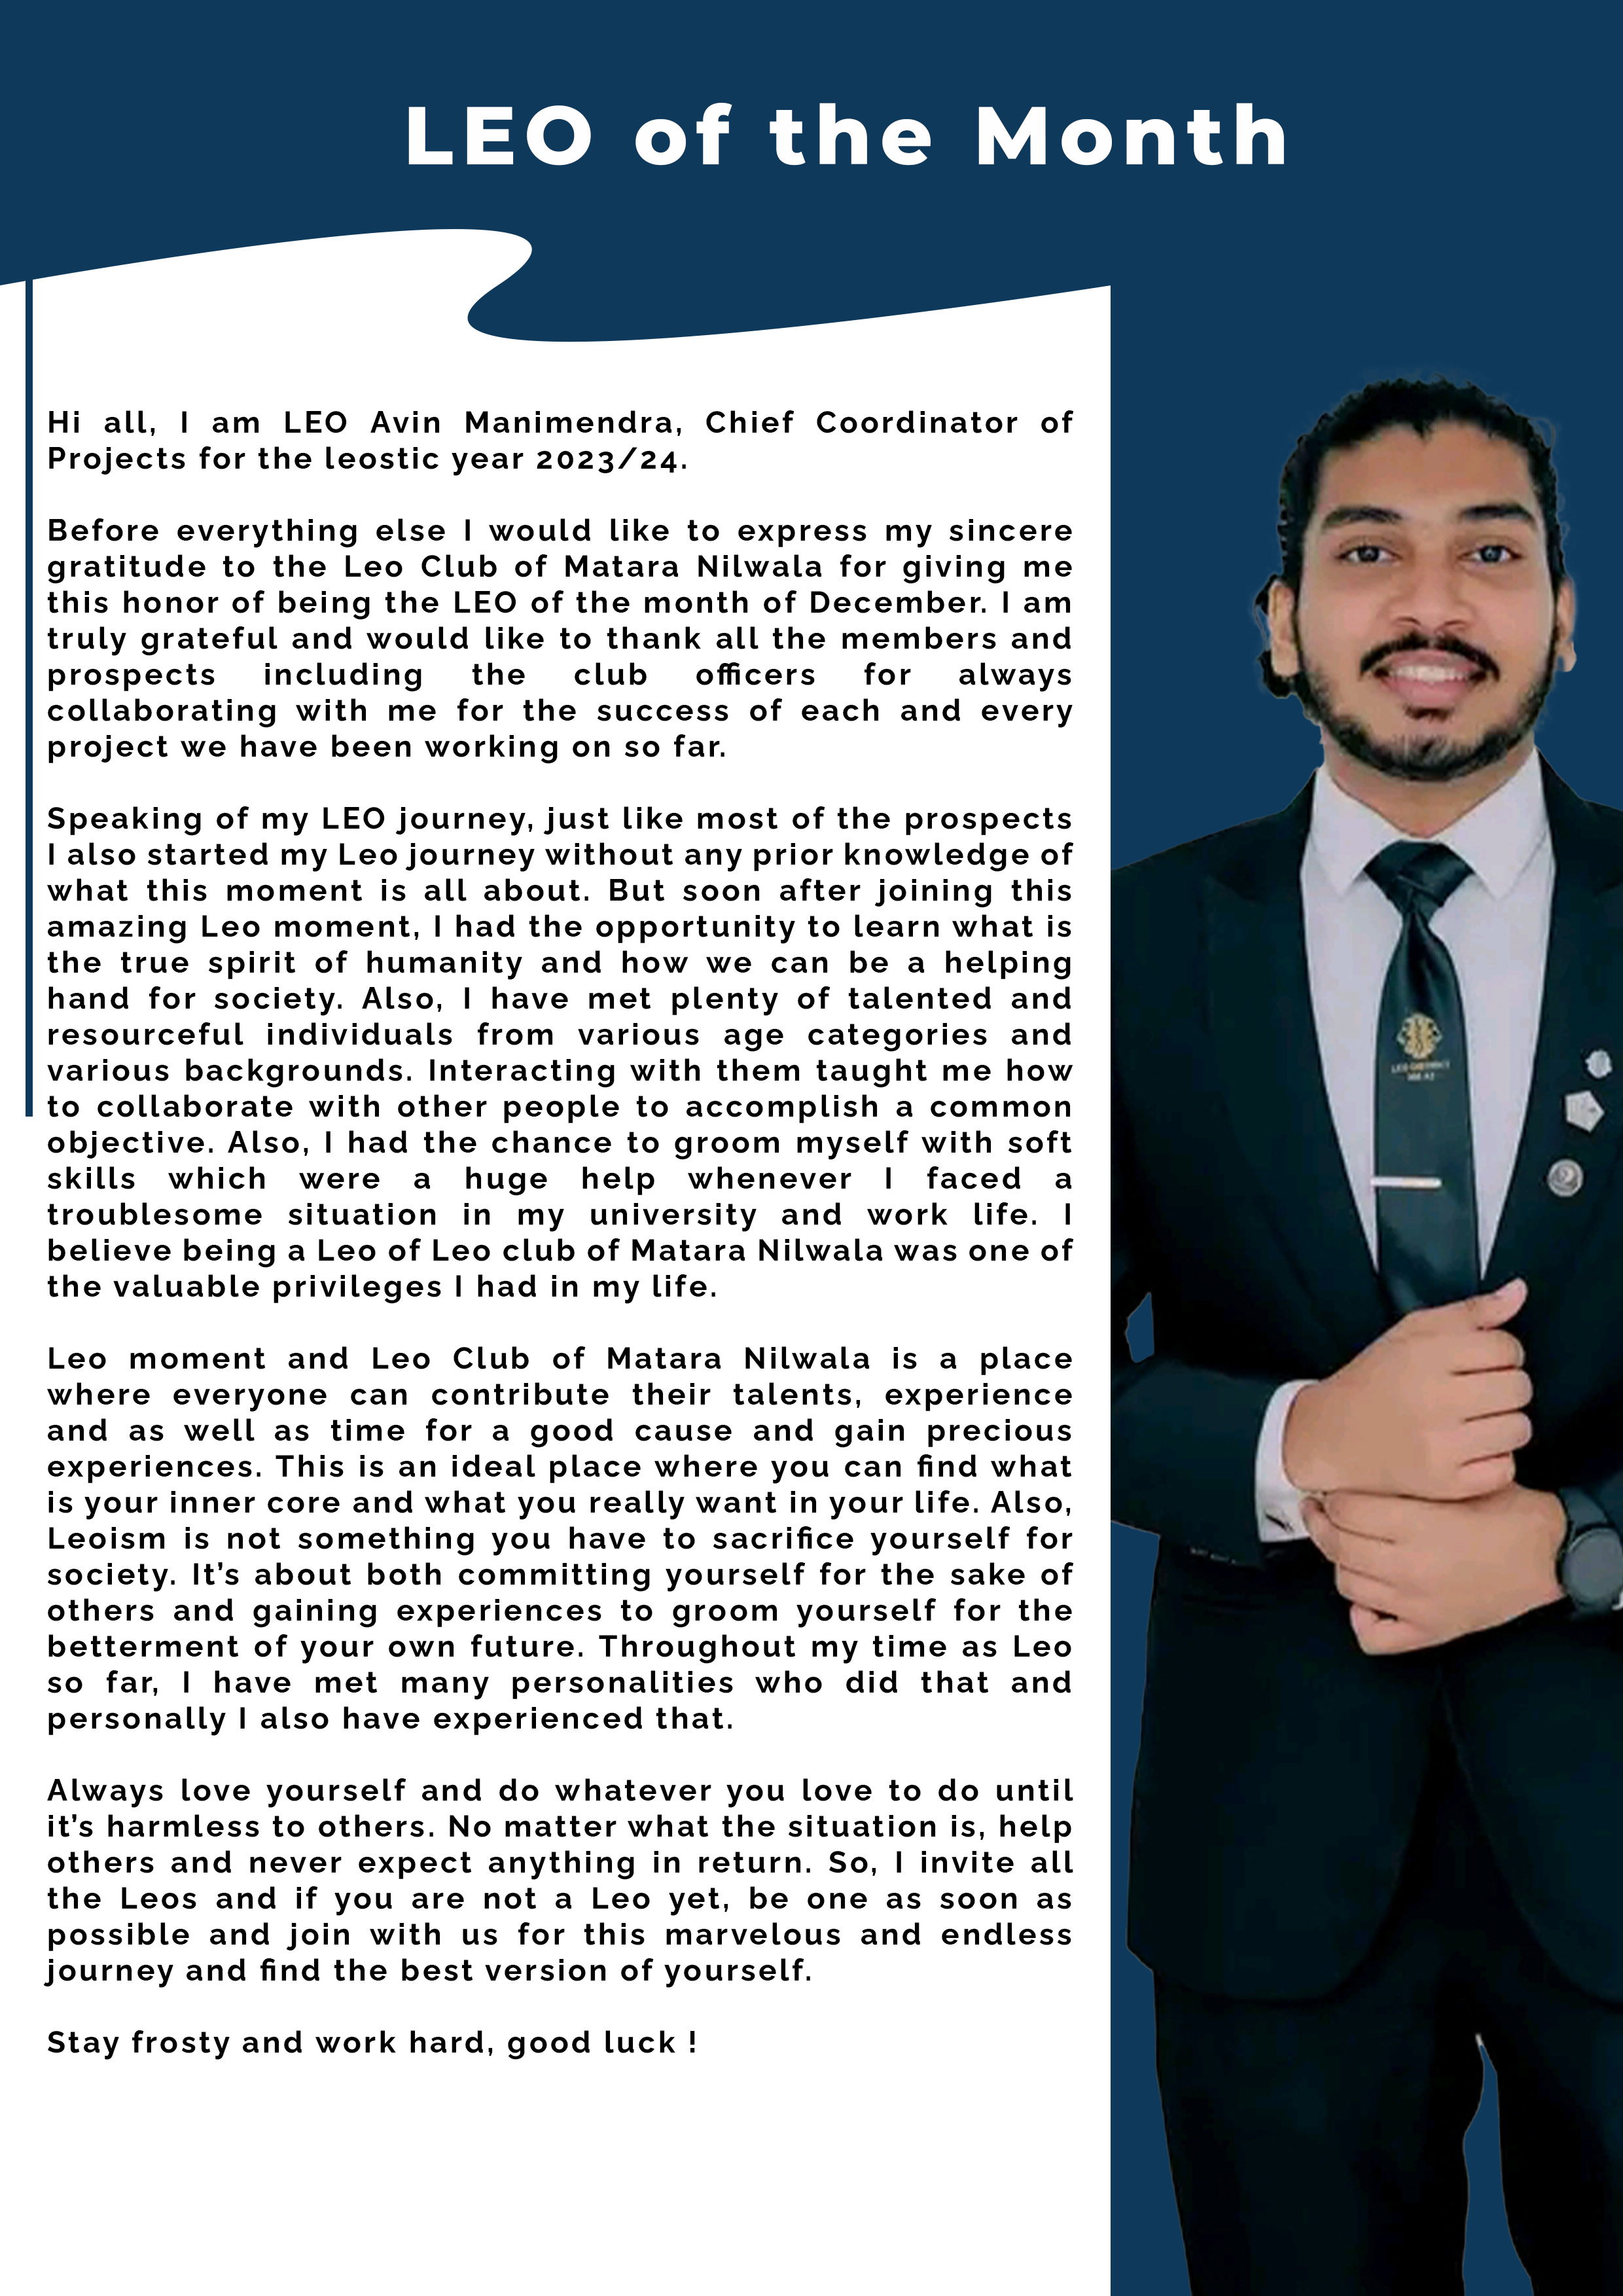 LEO of the Month
Hi all, I am LEO Avin Manimendra, Chief Coordinator of
Projects for the leostic year 2023/24.
Before everything else I would like to express my sincere
gratitude to the Leo Club of Matara Nilwala for giving me
this honor of being the LEO of the month of December. I am
truly grateful and would like to thank all the members and
prospects including the club officers for always
collaborating with me for the success of each and every
project we have been working on so far.
Speaking of my LEO journey, just like most of the prospects
I also started my Leo journey without any prior knowledge of
what this moment is all about. But soon after joining this
amazing Leo moment, I had the opportunity to learn what is
the true spirit of humanity and how we can be a helping
hand for society. Also, I have met plenty of talented and
resourceful individuals from various age categories and
various backgrounds. Interacting with them taught me how
to collaborate with other people to accomplish a common
objective. Also, I had the chance to groom myself with soft
skills which were a huge help whenever I faced a
troublesome situation in my university and work life. I
believe being a Leo of Leo club of Matara Nilwala was one of
the valuable privileges I had in my life.
Leo moment and Leo Club of Matara Nilwala is a place
where everyone can contribute their talents, experience
and as well as time for a good cause and gain precious
experiences. This is an ideal place where you can find what
is your inner core and what you really want in your life. Also,
Leoism is not something you have to sacrifice yourself for
society. It's about both committing yourself for the sake of
others and gaining experiences to groom yourself for the
betterment of your own future. Throughout my time as Leo
so far, I have met many personalities who did that and
personally I also have experienced that.
Always love yourself and do whatever you love to do until
it's harmless to others. No matter what the situation is, help
others and never expect anything in return. So, I invite all
the Leos and if you are not a Leo yet, be one as soon as
possible and join with us for this marvelous and endless
journey and find the best version of yourself.
Stay frosty and work hard, good luck !
LEO DISTRICT